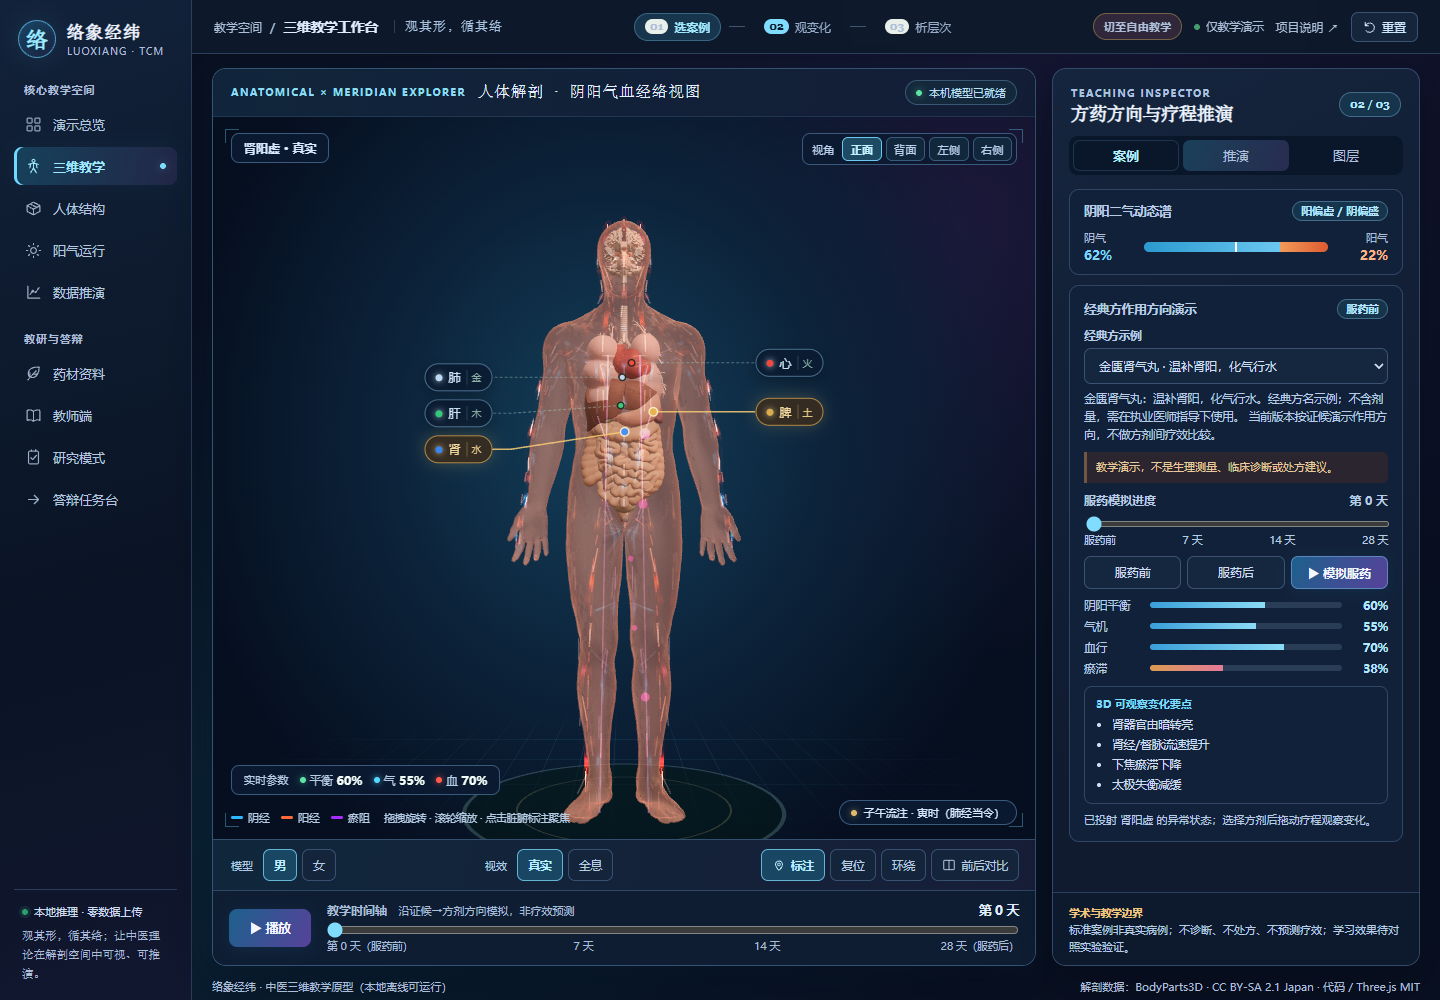 络
络象经纬
LUOXIANG · TCM
核心教学空间
演示总览
三维教学
人体结构
阳气运行
数据推演
教研与答辩
药材资料
教师端
研究模式
答辩任务台
本地推理 · 零数据上传
观其形，循其络；让中医理
论在解剖空间中可视、可推
演。
教学空间 / 三维教学工作台 观其形，循其络
01 选案例 — 02 观变化 — 03 析层次
切至自由教学 仅教学演示 项目说明 ↗ 重置
ANATOMICAL × MERIDIAN EXPLORER 人体解剖 · 阴阳气血经络视图
本机模型已就绪
肾阳虚 • 真实
视角 正面 背面 左侧 右侧
肺 金
肝 木
肾 水
心 火
脾 土
实时参数 平衡 60% 气 55% 血 70%
阴经 阳经 瘀阻 拖拽旋转 · 滚轮缩放 · 点击脏腑标注聚焦
子午流注 · 寅时（肺经当令）
模型 男 女
视效 真实 全息
标注 复位 环绕 前后对比
▶ 播放
教学时间轴 沿证候→方剂方向模拟，非疗效预测
第 0 天
第 0 天（服药前） 7 天 14 天 28 天（服药后）
络象经纬 · 中医三维教学原型（本地离线可运行）
解剖数据：BodyParts3D · CC BY-SA 2.1 Japan · 代码 / Three.js MIT
TEACHING INSPECTOR
方药方向与疗程推演
02 / 03
案例 推演 图层
阴阳二气动态谱
阳偏虚 / 阴偏盛
阴气 阳气
62% 22%
经典方作用方向演示
服药前
经典方示例
金匮肾气丸 · 温补肾阳，化气行水
金匮肾气丸：温补肾阳，化气行水。经典方名示例；不含剂
量，需在执业医师指导下使用。 当前版本按证候演示作用方
向，不做方剂间疗效比较。
教学演示，不是生理测量、临床诊断或处方建议。
服药模拟进度 第 0 天
服药前 7 天 14 天 28 天
服药前 服药后 ▶ 模拟服药
阴阳平衡 60%
气机 55%
血行 70%
瘀滞 38%
3D 可观察变化要点
• 肾器官由暗转亮
• 肾经/督脉流速提升
• 下焦瘀滞下降
• 太极失衡减缓
已投射 肾阳虚 的异常状态；选择方剂后拖动疗程观察变化。
学术与教学边界
标准案例非真实病例；不诊断、不处方、不预测疗效；学习效果待对
照实验验证。